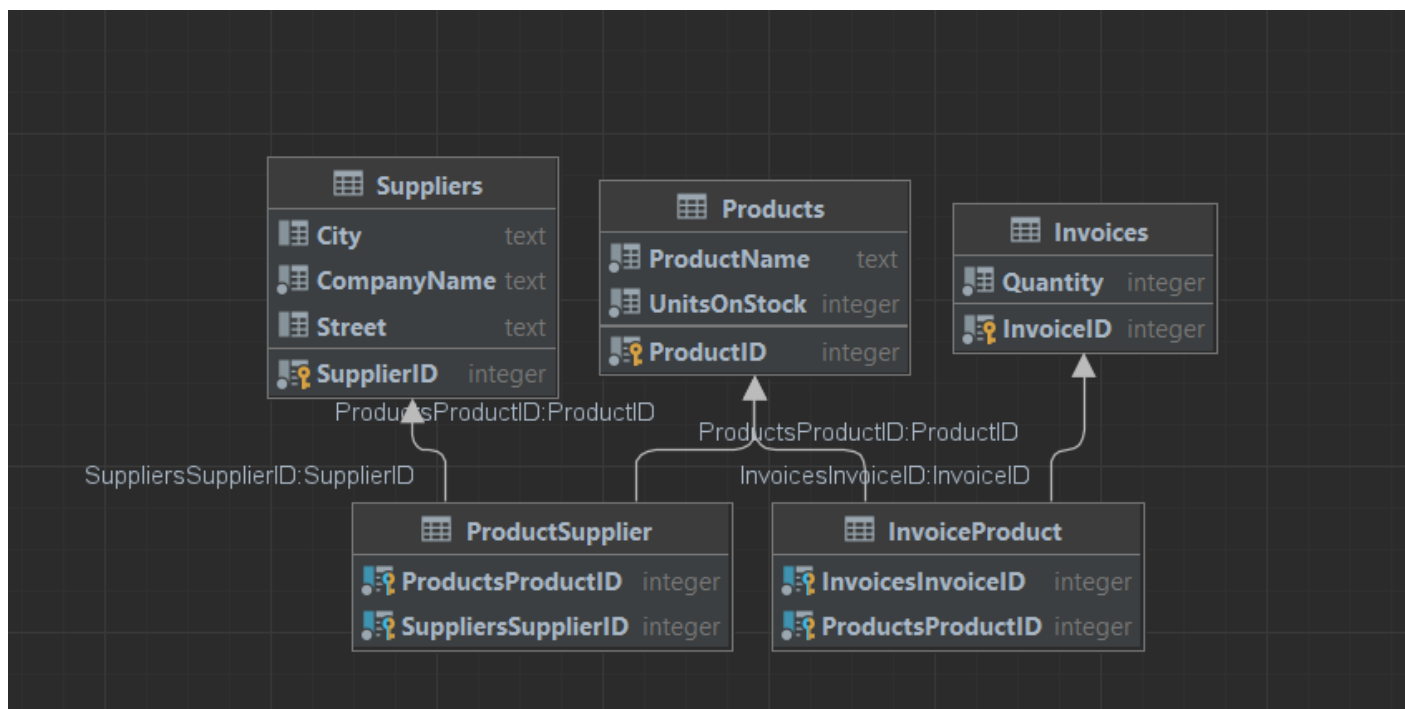 Suppliers
City text
CompanyName text
Street text
SupplierID integer
Products
ProductName text
UnitsOnStock integer
ProductID integer
Invoices
Quantity integer
InvoiceID integer
ProductsProductID:ProductID
ProductsProductID:ProductID
SuppliersSupplierID:SupplierID
InvoicesInvoiceID:InvoiceID
ProductSupplier
ProductsProductID integer
SuppliersSupplierID integer
InvoiceProduct
InvoicesInvoiceID integer
ProductsProductID integer